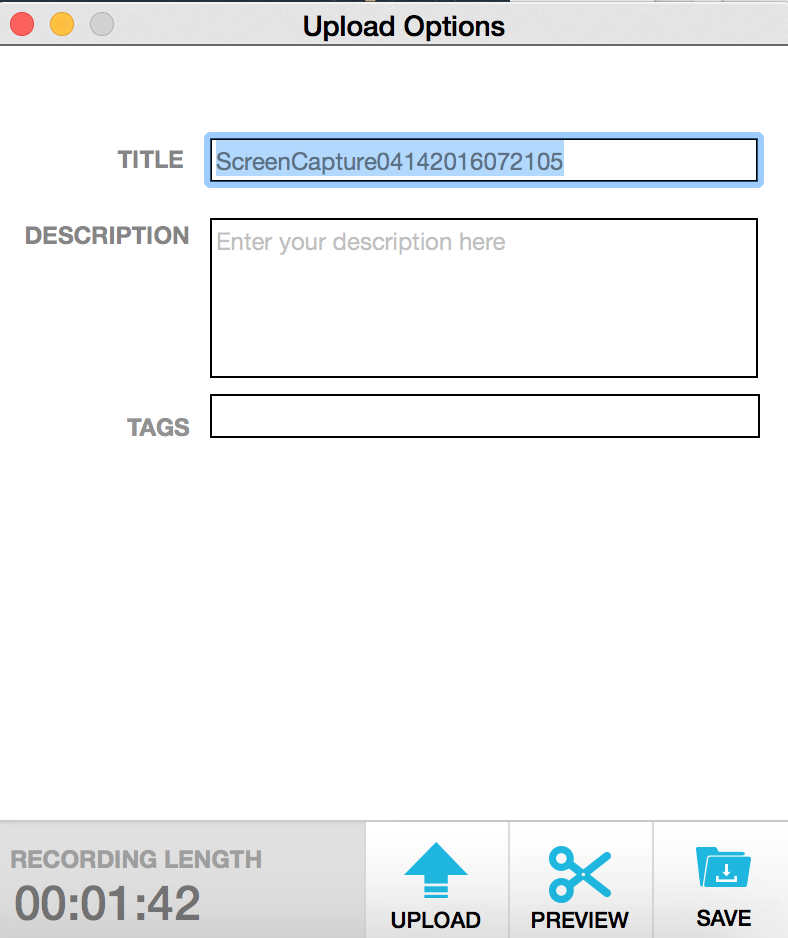 Upload Options
TITLE
ScreenCapture04142016072105
DESCRIPTION
Enter your description here
TAGS
RECORDING LENGTH
00:01:42
UPLOAD
PREVIEW
SAVE